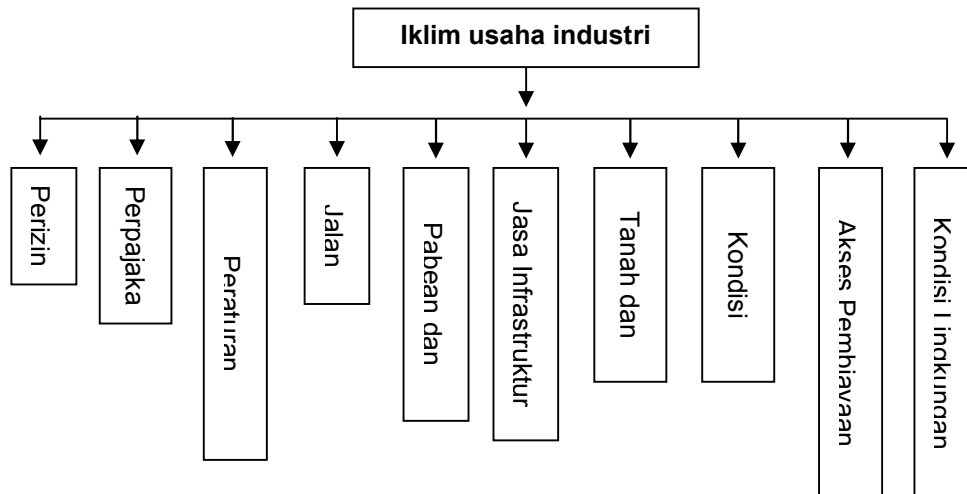 Iklim usaha industri
Perizin
Perpajaka
Peraturan
Jalan
Pabean dan
Jasa Infrastruktur
Tanah dan
Kondisi
Akses Pembiayaan
Kondisi Lingkungan